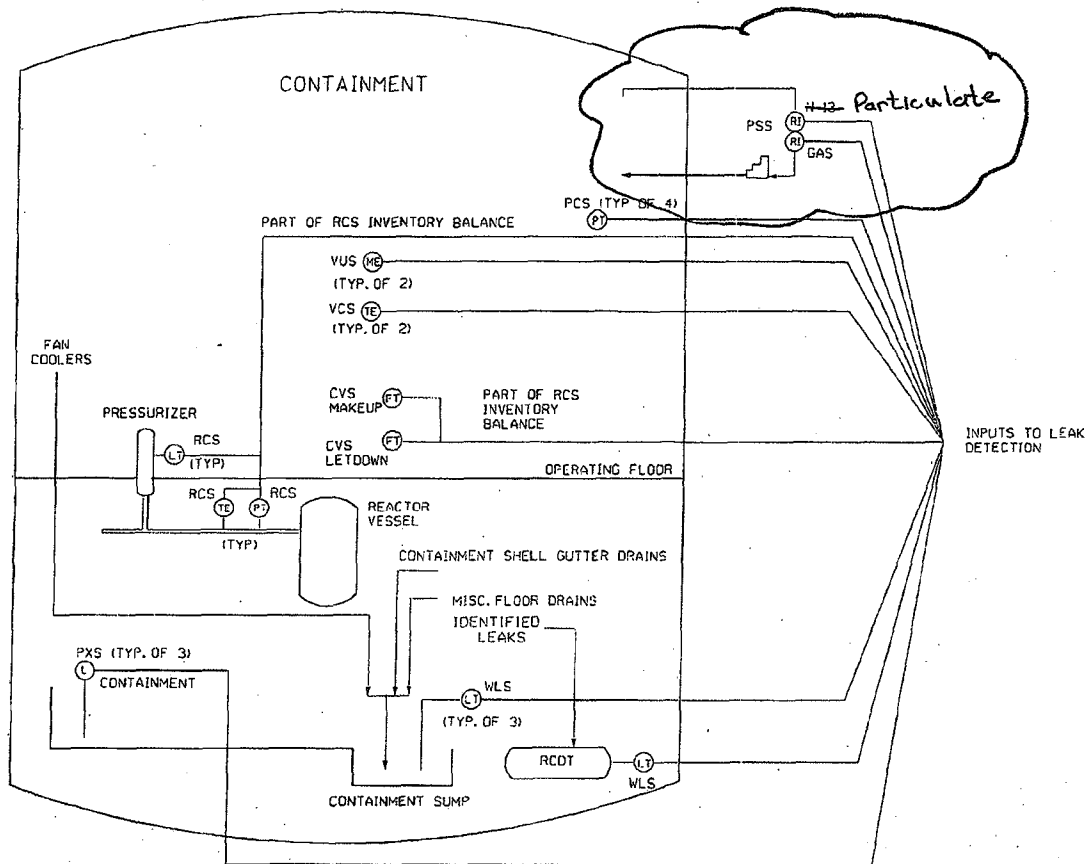 CONTAINMENT
N-13 Particulate
PSS RI
RI GAS
PCS (TYP OF 4)
PT
PART OF RCS INVENTORY BALANCE
VUS ME
(TYP. OF 2)
VCS TE
(TYP. OF 2)
FAN
COOLERS
CVS
MAKEUP
FT
PART OF RCS
INVENTORY
BALANCE
PRESSURIZER
CVS
LETDOWN
FT
INPUTS TO LEAK
DETECTION
LT
RCS
(TYP)
OPERATING FLOOR
RCS
RCS
TE
PT
(TYP)
REACTOR
VESSEL
CONTAINMENT SHELL GUTTER DRAINS
MISC. FLOOR DRAINS
IDENTIFIED
LEAKS
PXS (TYP. OF 3)
L
CONTAINMENT
LT
WLS
(TYP. OF 3)
RCDT
LT
WLS
CONTAINMENT SUMP